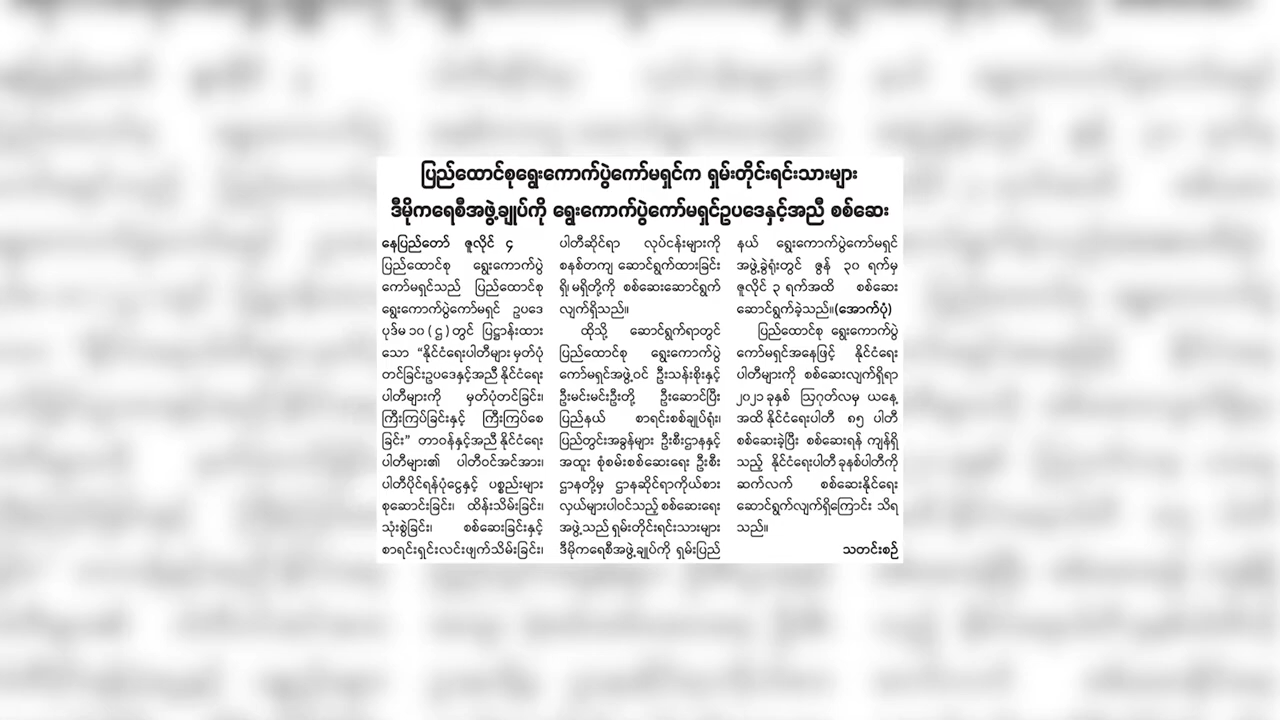 ပြည်ထောင်စုရွေးကောက်ပွဲကော်မရှင်က ရှမ်းတိုင်းရင်းသားများ
ဒီမိုကရေစီအဖွဲ့ချုပ်ကို ရွေးကောက်ပွဲကော်မရှင်ဥပဒေနှင့်အညီ စစ်ဆေး
နေပြည်တော် ဇူလိုင် ၄
ပြည်ထောင်စု ရွေးကောက်ပွဲ
ကော်မရှင်သည် ပြည်ထောင်စု
ရွေးကောက်ပွဲကော်မရှင် ဥပဒေ
ပုဒ်မ ၁၀ ( ဌ ) တွင် ပြဋ္ဌာန်းထား
သော “နိုင်ငံရေးပါတီများ မှတ်ပုံ
တင်ခြင်းဥပဒေနှင့်အညီ နိုင်ငံရေး
ပါတီများကို မှတ်ပုံတင်ခြင်း၊
ကြီးကြပ်ခြင်းနှင့် ကြီးကြပ်စေ
ခြင်း” တာဝန်နှင့်အညီ နိုင်ငံရေး
ပါတီများ၏ ပါတီဝင်အင်အား၊
ပါတီပိုင်ရန်ပုံငွေနှင့် ပစ္စည်းများ
စုဆောင်းခြင်း၊ ထိန်းသိမ်းခြင်း၊
သုံးစွဲခြင်း၊ စစ်ဆေးခြင်းနှင့်
စာရင်းရှင်းလင်းဖျက်သိမ်းခြင်း၊
ပါတီဆိုင်ရာ လုပ်ငန်းများကို
စနစ်တကျ ဆောင်ရွက်ထားခြင်း
ရှိ၊ မရှိတို့ကို စစ်ဆေးဆောင်ရွက်
လျက်ရှိသည်။
ထိုသို့ ဆောင်ရွက်ရာတွင်
ပြည်ထောင်စု ရွေးကောက်ပွဲ
ကော်မရှင်အဖွဲ့ဝင် ဦးသန်းစိုးနှင့်
ဦးမင်းမင်းဦးတို့ ဦးဆောင်ပြီး
ပြည်နယ် စာရင်းစစ်ချုပ်ရုံး၊
ပြည်တွင်းအခွန်များ ဦးစီးဌာနနှင့်
အထူး စုံစမ်းစစ်ဆေးရေး ဦးစီး
ဌာနတို့မှ ဌာနဆိုင်ရာကိုယ်စား
လှယ်များပါဝင်သည့် စစ်ဆေးရေး
အဖွဲ့သည် ရှမ်းတိုင်းရင်းသားများ
ဒီမိုကရေစီအဖွဲ့ချုပ်ကို ရှမ်းပြည်
နယ် ရွေးကောက်ပွဲကော်မရှင်
အဖွဲ့ခွဲရုံးတွင် ဇွန် ၃၀ ရက်မှ
ဇူလိုင် ၃ ရက်အထိ စစ်ဆေး
ဆောင်ရွက်ခဲ့သည်။(အောက်ပုံ)
ပြည်ထောင်စု ရွေးကောက်ပွဲ
ကော်မရှင်အနေဖြင့် နိုင်ငံရေး
ပါတီများကို စစ်ဆေးလျက်ရှိရာ
၂၀၂၁ ခုနှစ် ဩဂုတ်လမှ ယနေ့
အထိ နိုင်ငံရေးပါတီ ၈၅ ပါတီ
စစ်ဆေးခဲ့ပြီး စစ်ဆေးရန် ကျန်ရှိ
သည့် နိုင်ငံရေးပါတီ ခုနစ်ပါတီကို
ဆက်လက် စစ်ဆေးနိုင်ရေး
ဆောင်ရွက်လျက်ရှိကြောင်း သိရ
သည်။
သတင်းစဉ်